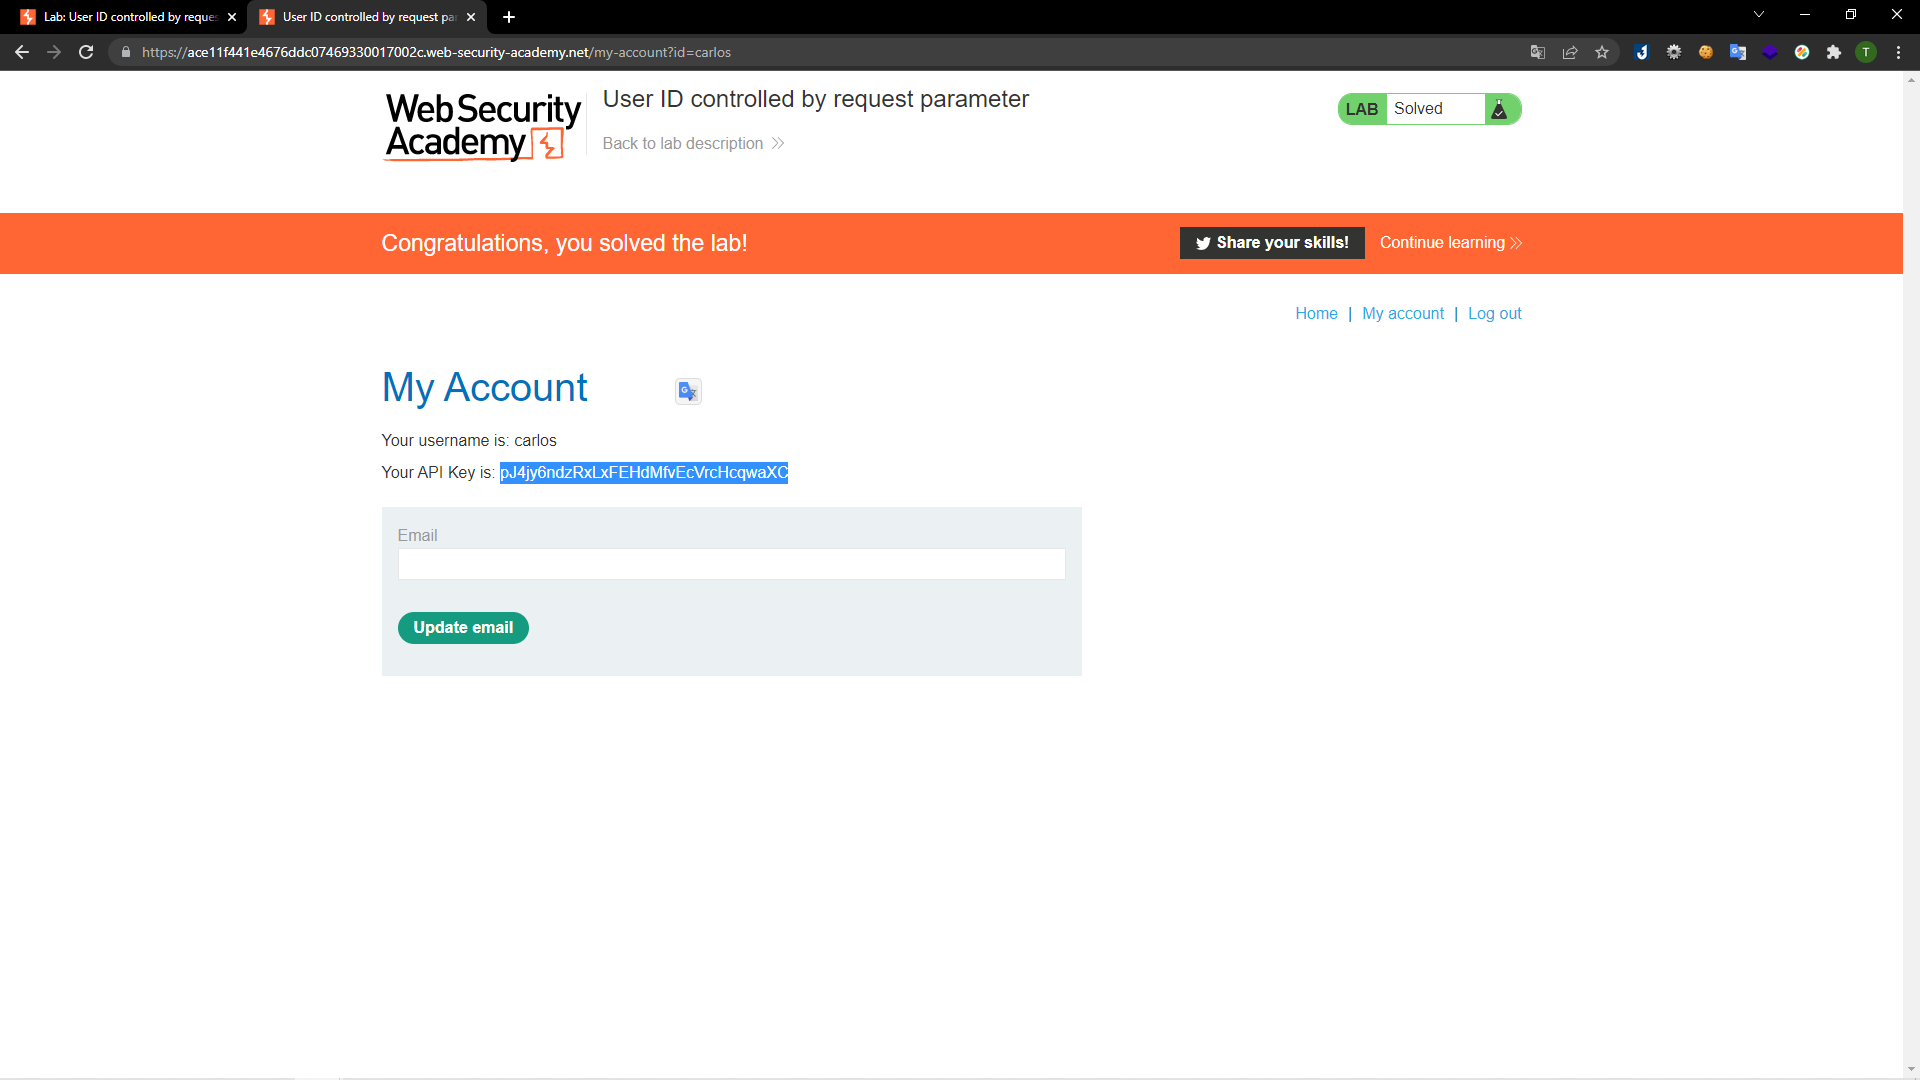 Lab: User ID controlled by reques
User ID controlled by request par
https://ace11f441e4676ddc07469330017002c.web-security-academy.net/my-account?id=carlos
T
Web Security
Academy
User ID controlled by request parameter
Back to lab description
LAB Solved
Congratulations, you solved the lab!
Share your skills!
Continue learning
Home | My account | Log out
My Account
Your username is: carlos
Your API Key is: pJ4jy6ndzRxLxFEHdMfvEcVrcHcqwaXC
Email
Update email